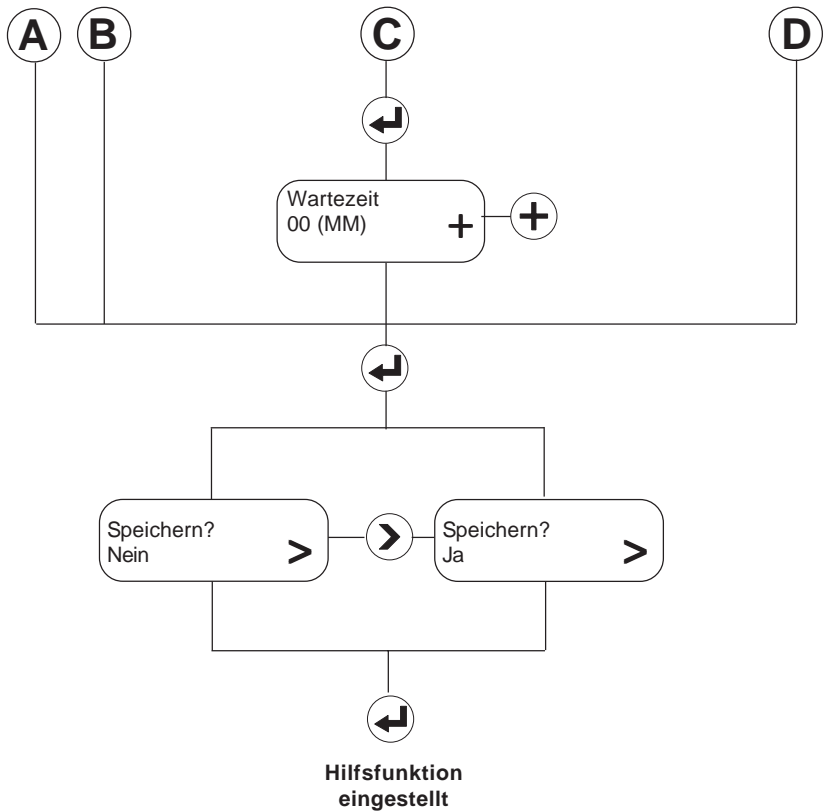 A B C D
Wartezeit
00 (MM) +
+
Speichern?
Nein >
Speichern?
Ja >
Hilfsfunktion
eingestellt